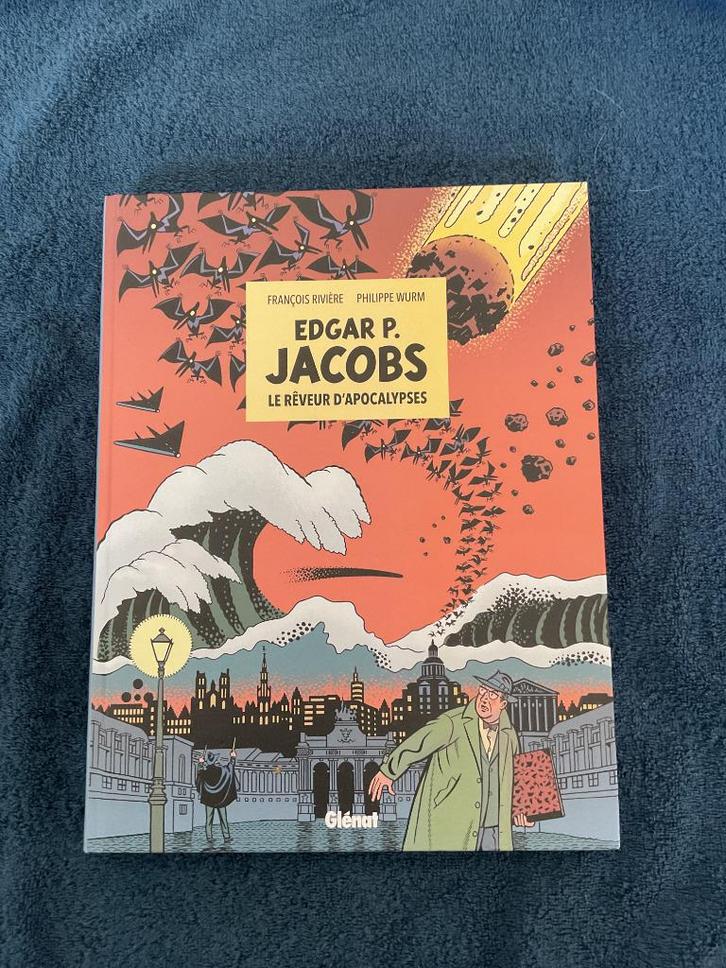 FRANÇOIS RIVIÈRE PHILIPPE WURM
EDGAR P.
JACOBS
LE RÊVEUR D'APOCALYPSES
Glénat